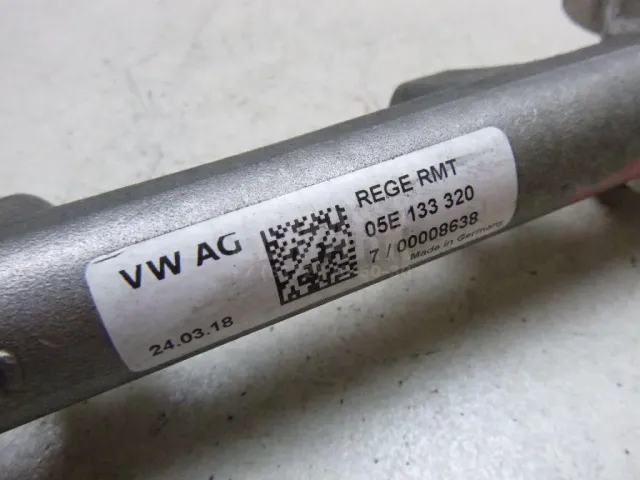 VW AG
24.03.18
REGE RMT
05E 133 320
7 / 00008638
Made in Germany